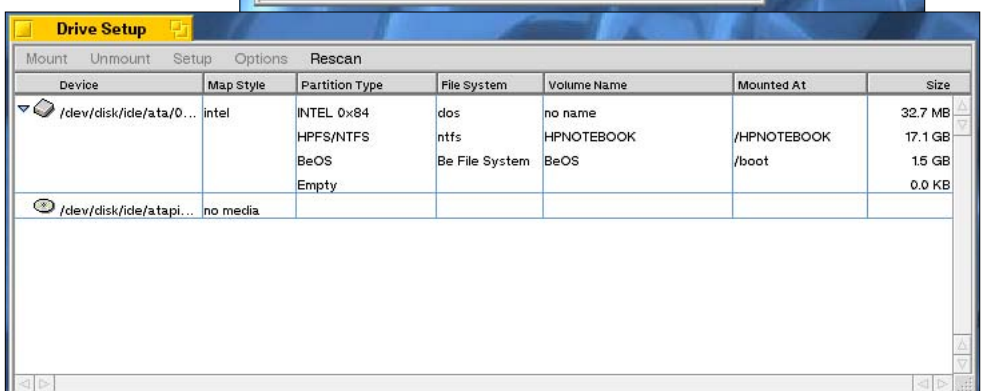 Drive Setup
Mount Unmount Setup Options Rescan
Device Map Style Partition Type File System Volume Name Mounted At Size
/dev/disk/ide/ata/0... intel INTEL 0x84 dos no name 32.7 MB
HPFS/NTFS ntfs HPNOTEBOOK /HPNOTEBOOK 17.1 GB
BeOS Be File System BeOS /boot 1.5 GB
Empty 0.0 KB
/dev/disk/ide/atapi... no media